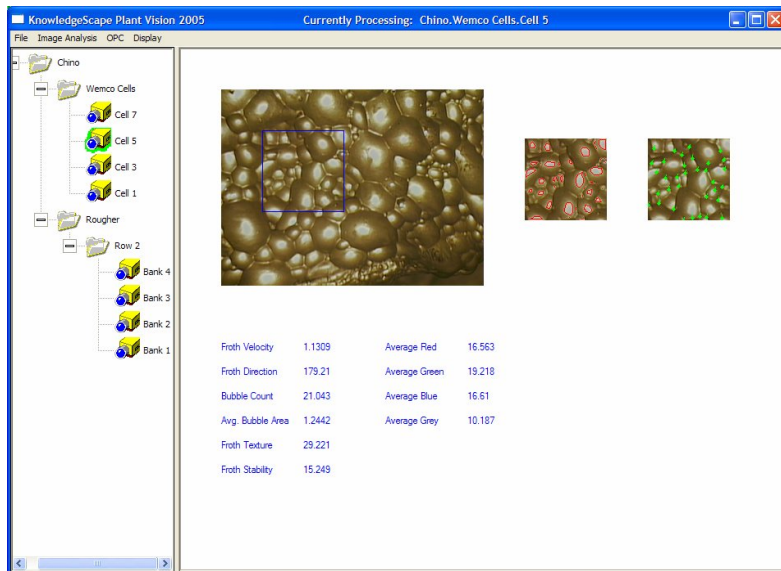 KnowledgeScape Plant Vision 2005 Currently Processing: Chino.Wemco Cells.Cell 5
File Image Analysis OPC Display
Chino
Wemco Cells
Cell 7
Cell 5
Cell 3
Cell 1
Rougher
Row 2
Bank 4
Bank 3
Bank 2
Bank 1
Froth Velocity 1.1309 Average Red 16.563
Froth Direction 179.21 Average Green 19.218
Bubble Count 21.043 Average Blue 16.61
Avg. Bubble Area 1.2442 Average Grey 10.187
Froth Texture 29.221
Froth Stability 15.249